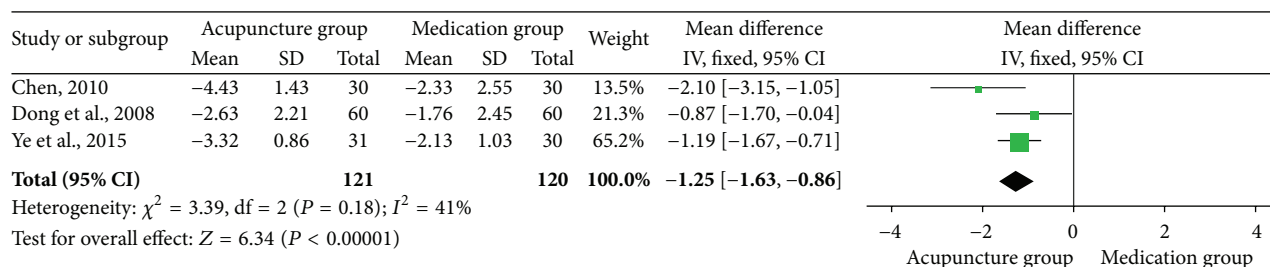 Study or subgroup Acupuncture group Medication group Weight Mean difference Mean difference
Mean SD Total Mean SD Total IV, fixed, 95% CI IV, fixed, 95% CI
Chen, 2010 −4.43 1.43 30 −2.33 2.55 30 13.5% −2.10 [−3.15, −1.05]
Dong et al., 2008 −2.63 2.21 60 −1.76 2.45 60 21.3% −0.87 [−1.70, −0.04]
Ye et al., 2015 −3.32 0.86 31 −2.13 1.03 30 65.2% −1.19 [−1.67, −0.71]
Total (95% CI) 121 120 100.0% −1.25 [−1.63, −0.86]
Heterogeneity: χ² = 3.39, df = 2 (P = 0.18); I² = 41%
Test for overall effect: Z = 6.34 (P < 0.00001)
−4 −2 0 2 4
Acupuncture group Medication group